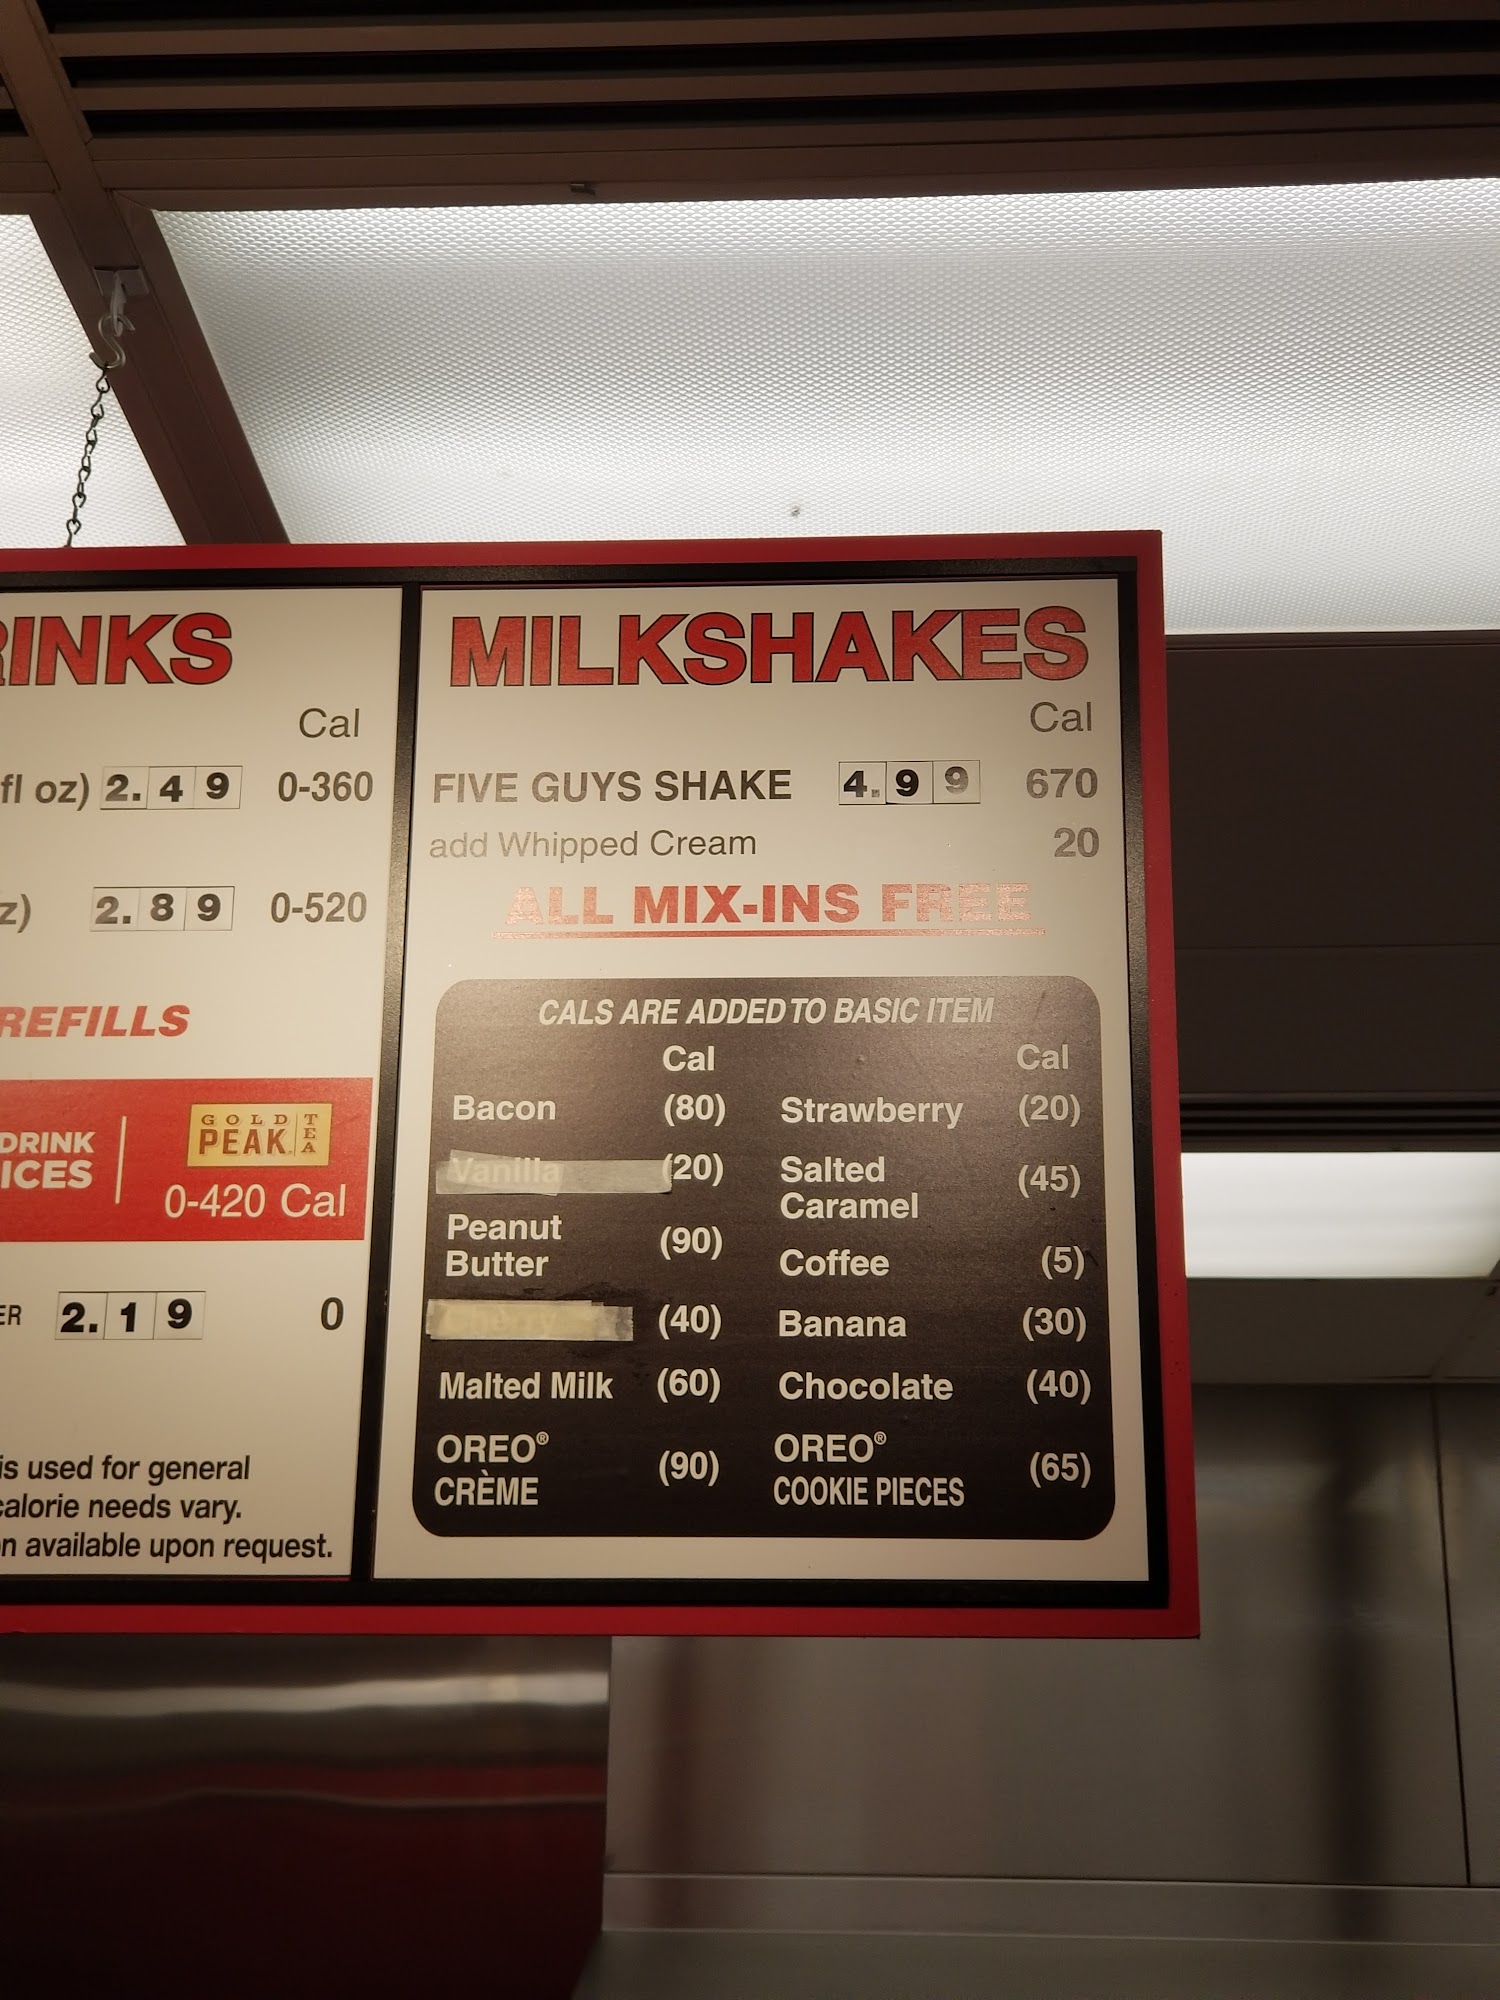 RINKS
Cal
fl oz) 2.49 0-360
z) 2.89 0-520
REFILLS
DRINK
ICES
GOLD
PEAK
TEA
0-420 Cal
ER 2.19 0
is used for general
calorie needs vary.
n available upon request.
MILKSHAKES
Cal
FIVE GUYS SHAKE 4.99 670
add Whipped Cream 20
ALL MIX-INS FREE
CALS ARE ADDED TO BASIC ITEM
Cal Cal
Bacon (80) Strawberry (20)
Vanilla (20) Salted
Caramel (45)
Peanut
Butter (90) Coffee (5)
Cherry (40) Banana (30)
Malted Milk (60) Chocolate (40)
OREO®
CRÈME (90) OREO®
COOKIE PIECES (65)